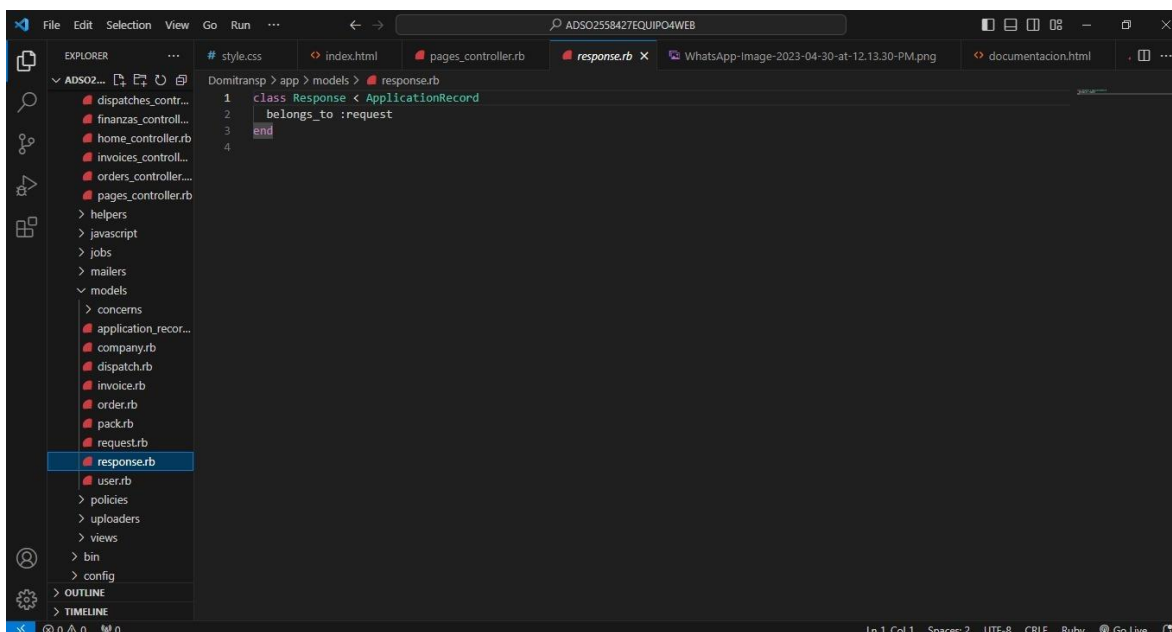 File Edit Selection View Go Run ... ADSO2558427EQUIPO4WEB
EXPLORER ...
# style.css index.html pages_controller.rb response.rb WhatsApp-Image-2023-04-30-at-12.13.30-PM.png documentacion.html ...
ADSO2...
Domitransp > app > models > response.rb
1 class Response < ApplicationRecord
2 belongs_to :request
3 end
4
dispatches_contr...
finanzas_controll...
home_controller.rb
invoices_controll...
orders_controller....
pages_controller.rb
> helpers
> javascript
> jobs
> mailers
models
> concerns
application_recor...
company.rb
dispatch.rb
invoice.rb
order.rb
pack.rb
request.rb
response.rb
user.rb
> policies
> uploaders
> views
> bin
> config
> OUTLINE
> TIMELINE
0 0 0 Ln 1, Col 1 Spaces: 2 UTF-8 CRLF Ruby Go Live